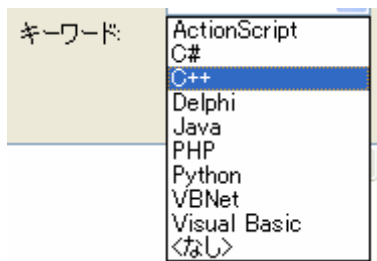 キーワード:
ActionScript
C#
C++
Delphi
Java
PHP
Python
VBNet
Visual Basic
<なし>